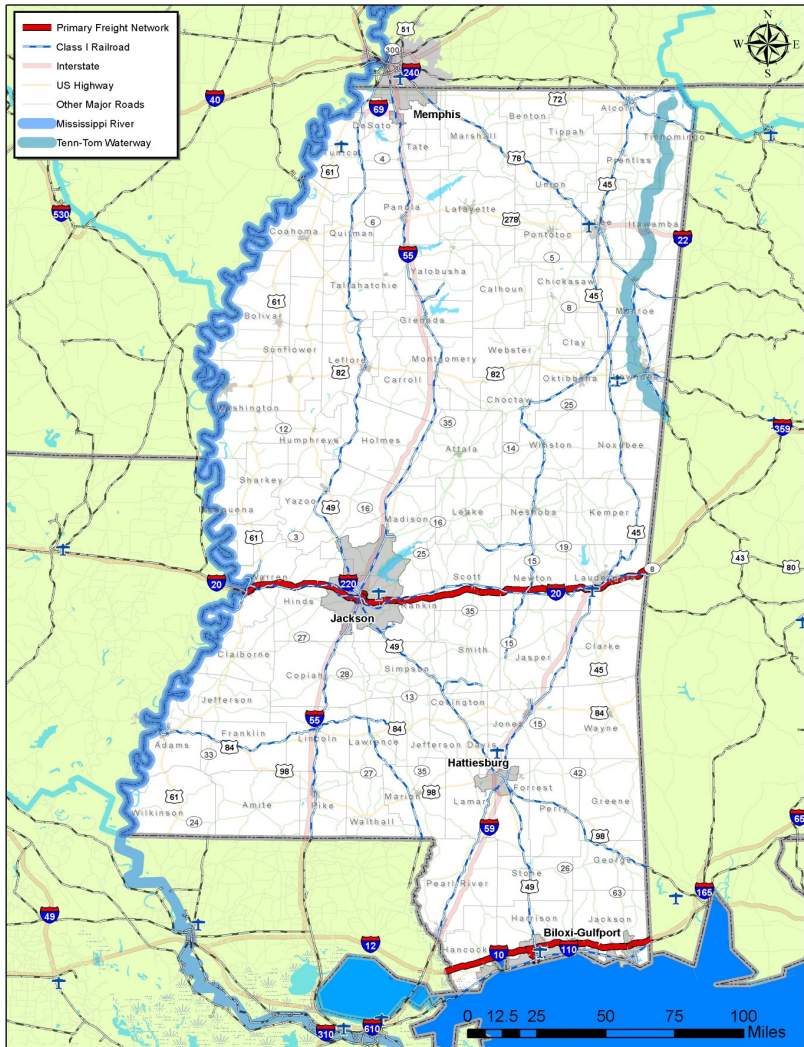 Primary Freight Network
Class I Railroad
Interstate
US Highway
Other Major Roads
Mississippi River
Tenn-Tom Waterway
N
W E
S
51
300
240
40
69
Memphis
72
Alcorn
DeSoto
Benton
Tippah
Tishomingo
Marshall
Tunica
Tate
4
78
Prentiss
61
Union
45
530
Panola
Lafayette
6
278
Lee
Coahoma
Quitman
Pontotoc
Itawamba
22
55
5
Yalobusha
Tallahatchie
Calhoun
Chickasaw
61
45
8
Monroe
Bolivar
Grenada
Sunflower
Montgomery
Webster
Clay
Leflore
82
82
Carroll
Oktibbeha
Lowndes
Choctaw
25
Washington
35
12
359
Humphreys
Holmes
14
Winston
Noxubee
Attala
Sharkey
Yazoo
49
16
Leake
Neshoba
Kemper
Issaquena
Madison
16
45
61
3
25
19
43
80
15
8
20
Warren
220
Scott
Newton
Lauderdale
20
Hinds
Rankin
35
Jackson
27
49
15
Clarke
Claiborne
Simpson
Smith
Jasper
45
Copiah
28
Jefferson
13
Covington
55
Jones
15
84
Wayne
Franklin
84
Adams
84
Lincoln
Lawrence
Jefferson Davis
33
Hattiesburg
98
27
35
42
61
Marion
98
Forrest
Greene
Wilkinson
Amite
Pike
Lamar
Perry
24
Walthall
59
98
65
George
26
Pearl River
Stone
49
63
165
49
Harrison
Jackson
12
Biloxi-Gulfport
Hancock
10
110
310
610
0 12.5 25 50 75 100
Miles